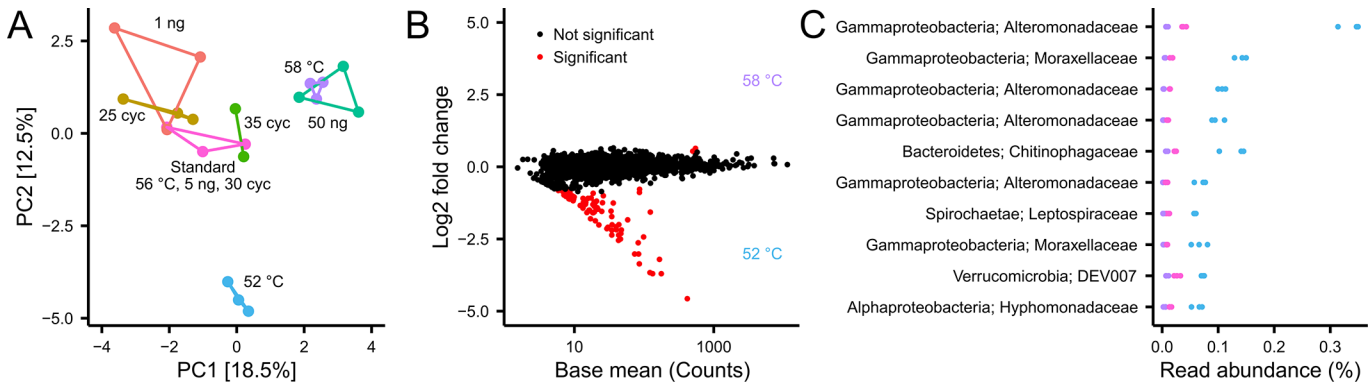 A
2.5
0.0
−2.5
−5.0
PC2 [12.5%]
1 ng
58 °C
25 cyc
35 cyc
50 ng
Standard
56 °C, 5 ng, 30 cyc
52 °C
−4
−2
0
2
4
PC1 [18.5%]
B
5.0
2.5
0.0
−2.5
−5.0
Log2 fold change
Not significant
Significant
58 °C
52 °C
10
1000
Base mean (Counts)
C
Gammaproteobacteria; Alteromonadaceae
Gammaproteobacteria; Moraxellaceae
Gammaproteobacteria; Alteromonadaceae
Gammaproteobacteria; Alteromonadaceae
Bacteroidetes; Chitinophagaceae
Gammaproteobacteria; Alteromonadaceae
Spirochaetae; Leptospiraceae
Gammaproteobacteria; Moraxellaceae
Verrucomicrobia; DEV007
Alphaproteobacteria; Hyphomonadaceae
0.0
0.1
0.2
0.3
Read abundance (%)